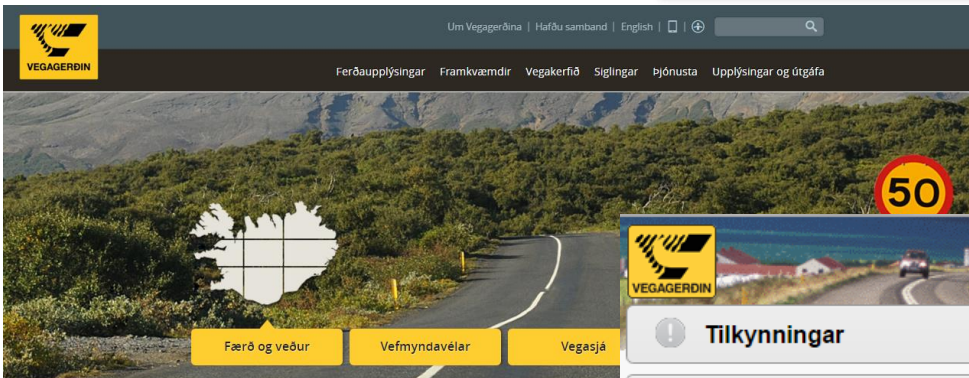 VEGAGERÐIN
Um Vegagerðina | Hafðu samband | English |
Ferðaupplýsingar Framkvæmdir Vegakerfið Siglingar Þjónusta Upplýsingar og útgáfa
50
Færð og veður Vefmyndavélar Vegasjá
VEGAGERÐIN
Tilkynningar